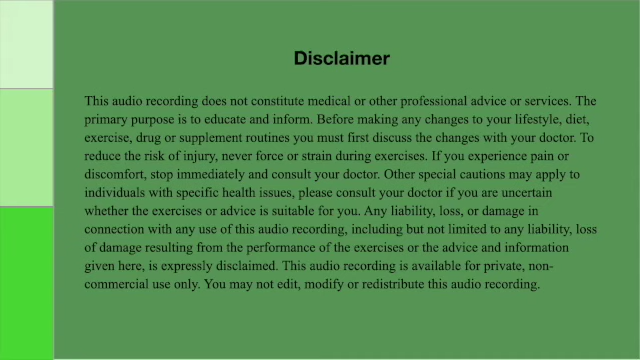 Disclaimer
This audio recording does not constitute medical or other professional advice or services. The
primary purpose is to educate and inform. Before making any changes to your lifestyle, diet,
exercise, drug or supplement routines you must first discuss the changes with your doctor. To
reduce the risk of injury, never force or strain during exercises. If you experience pain or
discomfort, stop immediately and consult your doctor. Other special cautions may apply to
individuals with specific health issues, please consult your doctor if you are uncertain
whether the exercises or advice is suitable for you. Any liability, loss, or damage in
connection with any use of this audio recording, including but not limited to any liability, loss
of damage resulting from the performance of the exercises or the advice and information
given here, is expressly disclaimed. This audio recording is available for private, non-
commercial use only. You may not edit, modify or redistribute this audio recording.